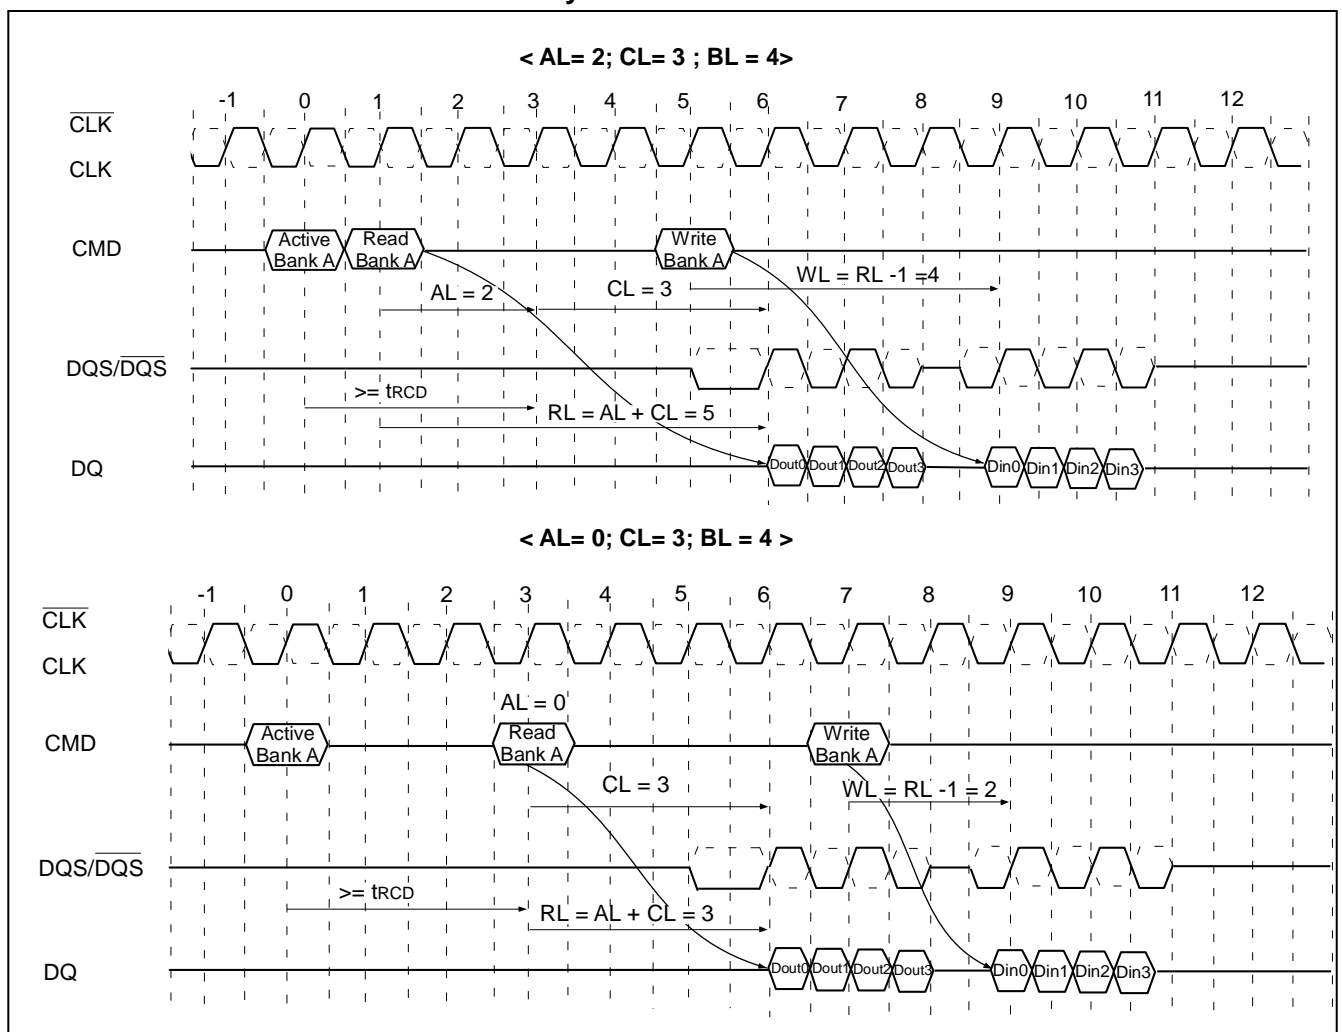 < AL= 2; CL= 3 ; BL = 4>
-1 0 1 2 3 4 5 6 7 8 9 10 11 12
CLK
CLK
CMD
Active
Bank A
Read
Bank A
Write
Bank A
WL = RL -1 =4
AL = 2
CL = 3
DQS/DQS
>= tRCD
RL = AL + CL = 5
DQ
Dout0 Dout1 Dout2 Dout3 Din0 Din1 Din2 Din3
< AL= 0; CL= 3; BL = 4 >
-1 0 1 2 3 4 5 6 7 8 9 10 11 12
CLK
CLK
AL = 0
CMD
Active
Bank A
Read
Bank A
Write
Bank A
CL = 3
WL = RL -1 = 2
DQS/DQS
>= tRCD
RL = AL + CL = 3
DQ
Dout0 Dout1 Dout2 Dout3 Din0 Din1 Din2 Din3